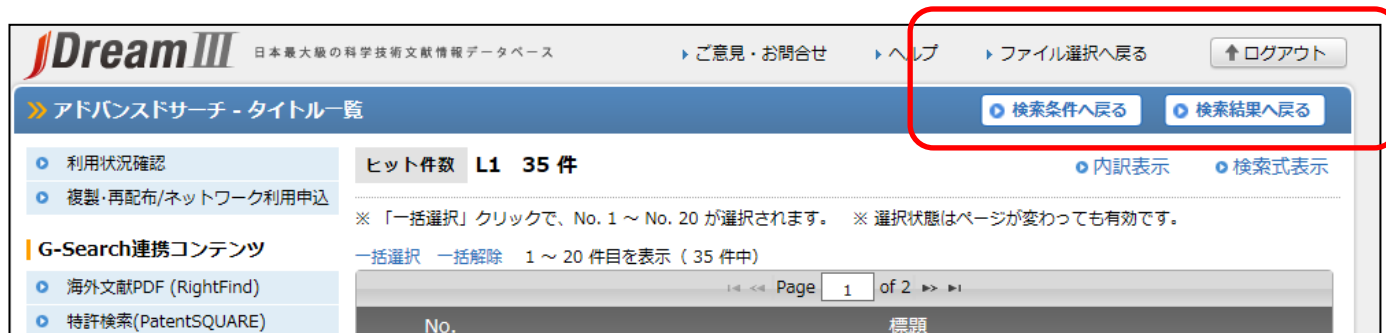 JDreamⅢ 日本最大級の科学技術文献情報データベース ご意見・お問合せ ヘルプ ファイル選択へ戻る ログアウト
アドバンスドサーチ - タイトル一覧 検索条件へ戻る 検索結果へ戻る
利用状況確認 ヒット件数 L1 35 件 内訳表示 検索式表示
複製・再配布/ネットワーク利用申込
※ 「一括選択」クリックで、No. 1 ～ No. 20 が選択されます。 ※ 選択状態はページが変わっても有効です。
G-Search連携コンテンツ
一括選択 一括解除 1 ～ 20 件目を表示（ 35 件中）
海外文献PDF (RightFind) Page 1 of 2
特許検索(PatentSQUARE) No. 標題